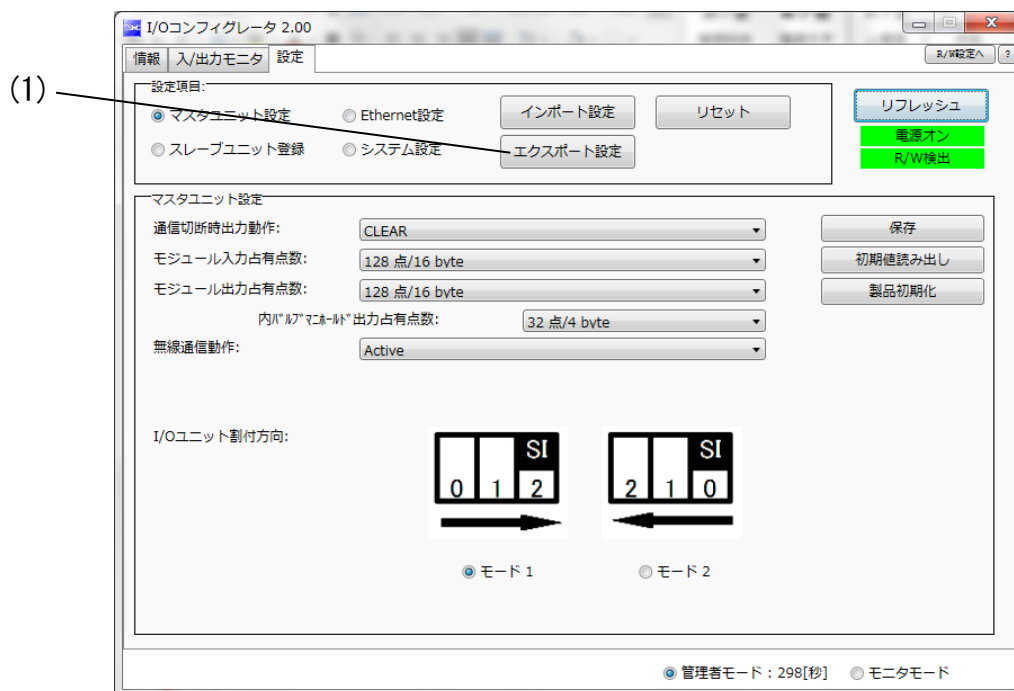 I/Oコンフィグレータ 2.00
情報 入/出力モニタ 設定 R/W設定へ ?
(1)
設定項目:
マスタユニット設定 Ethernet設定 インポート設定 リセット リフレッシュ
電源オン
スレーブユニット登録 システム設定 エクスポート設定 R/W検出
マスタユニット設定
通信切断時出力動作: CLEAR 保存
モジュール入力占有点数: 128 点/16 byte 初期値読み出し
モジュール出力占有点数: 128 点/16 byte 製品初期化
内バルブマニホールド出力占有点数: 32 点/4 byte
無線通信動作: Active
I/Oユニット割付方向:
SI SI
0 1 2 2 1 0
モード 1 モード 2
管理者モード : 298[秒] モニタモード